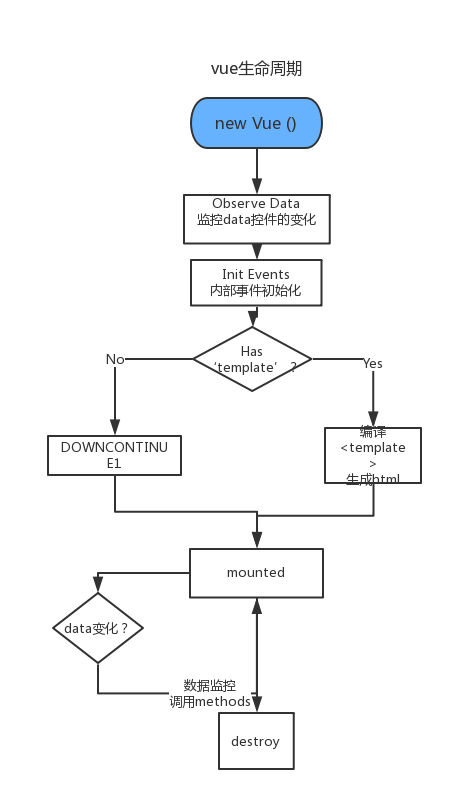 vue生命周期
new Vue ()
Observe Data
监控data控件的变化
Init Events
内部事件初始化
Has
‘template’ ?
No
Yes
DOWNCONTINU
E1
编译
<template
>
生成html
mounted
data变化？
数据监控
调用methods
destroy